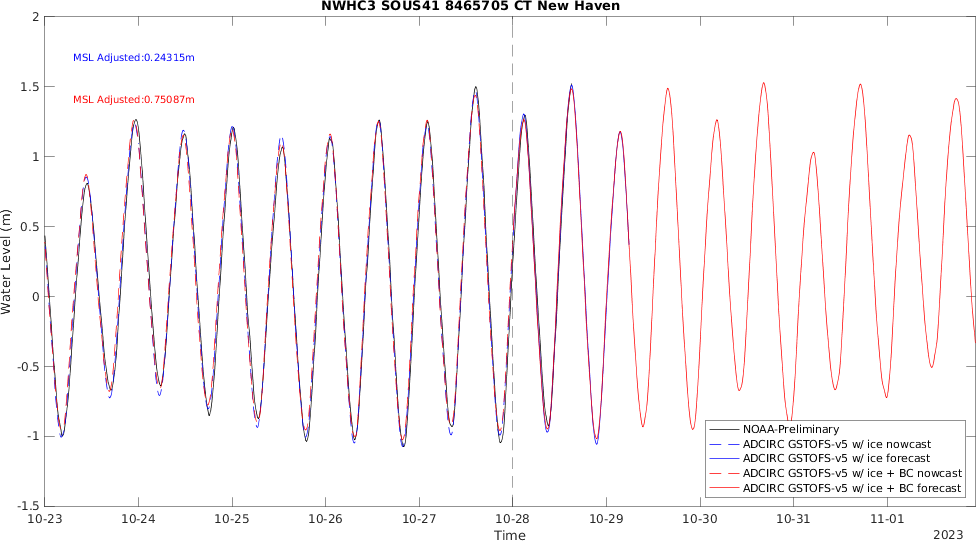 NWHC3 SOUS41 8465705 CT New Haven
2
MSL Adjusted:0.24315m
1.5
MSL Adjusted:0.75087m
1
0.5
Water Level (m)
0
-0.5
-1
NOAA-Preliminary
ADCIRC GSTOFS-v5 w/ ice nowcast
ADCIRC GSTOFS-v5 w/ ice forecast
ADCIRC GSTOFS-v5 w/ ice + BC nowcast
ADCIRC GSTOFS-v5 w/ ice + BC forecast
-1.5
10-23 10-24 10-25 10-26 10-27 10-28 10-29 10-30 10-31 11-01
Time
2023